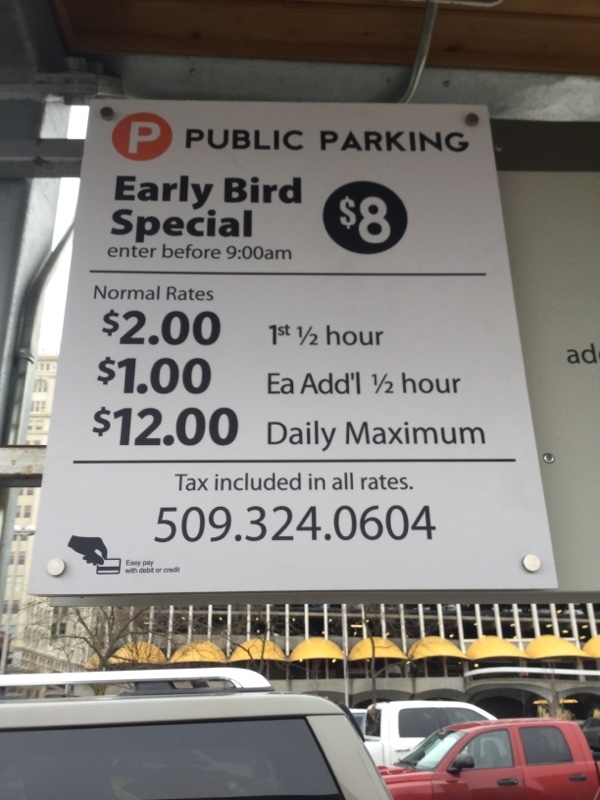 P PUBLIC PARKING
Early Bird
Special
$8
enter before 9:00am
Normal Rates
$2.00 1st ½ hour
$1.00 Ea Add'l ½ hour
$12.00 Daily Maximum
Tax included in all rates.
509.324.0604
Easy pay
with debit or credit